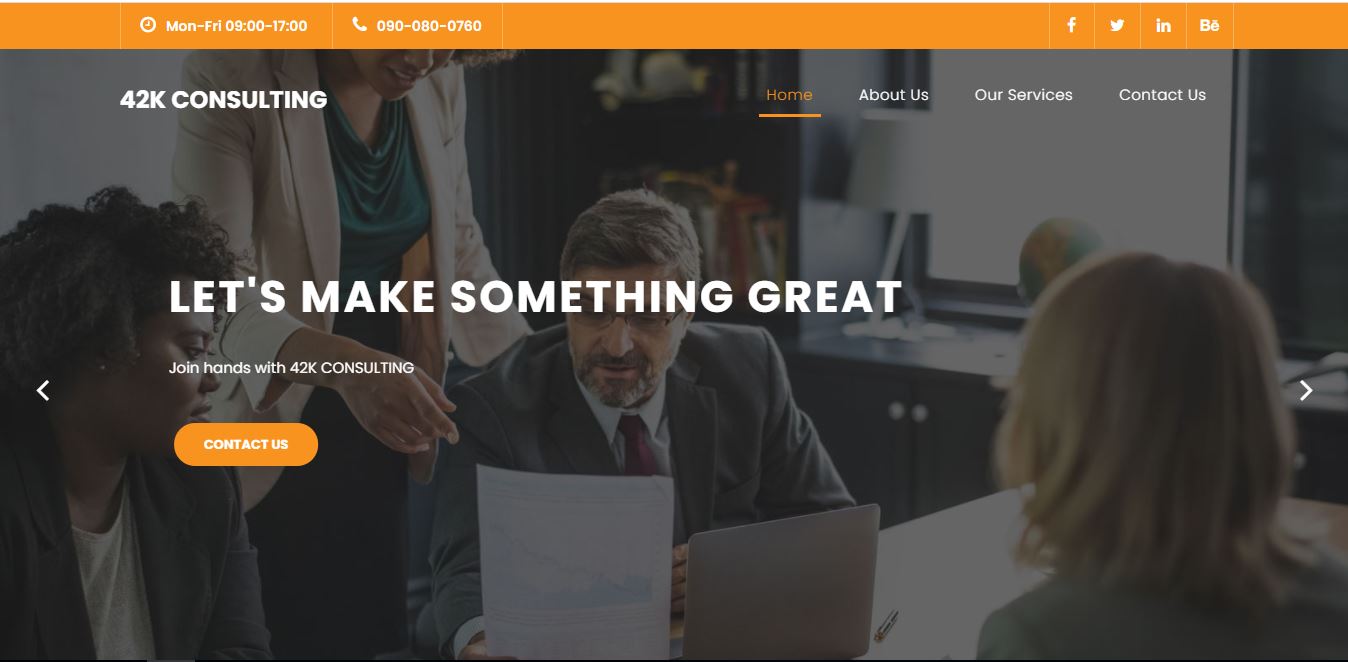 Mon-Fri 09:00-17:00
090-080-0760
Bē
42K CONSULTING
Home
About Us
Our Services
Contact Us
LET'S MAKE SOMETHING GREAT
Join hands with 42K CONSULTING
CONTACT US